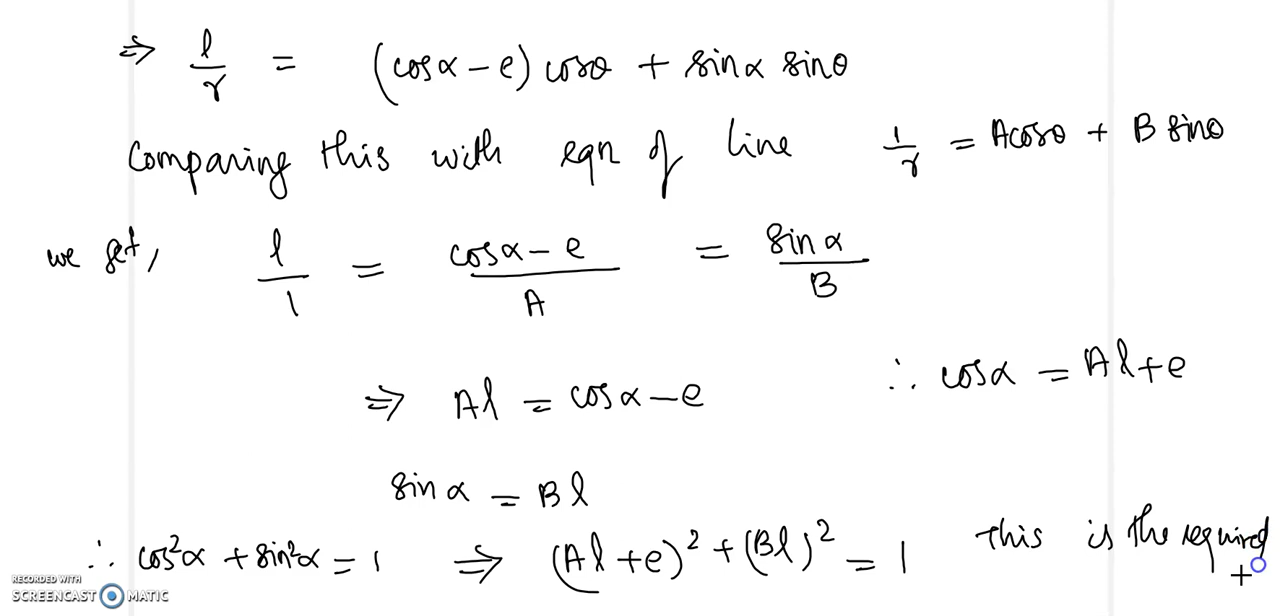 ⇒ l/r = (cosα − e) cosθ + sinα sinθ
Comparing this with eqn of line 1/r = Acosθ + B sinθ
we get, l/1 = cosα − e/A = sinα/B
⇒ Al = cosα − e ∴ cosα = Al + e
sinα = Bl
∴ cos²α + sin²α = 1 ⇒ (Al + e)² + (Bl)² = 1 This is the required
RECORDED WITH
SCREENCAST MATIC